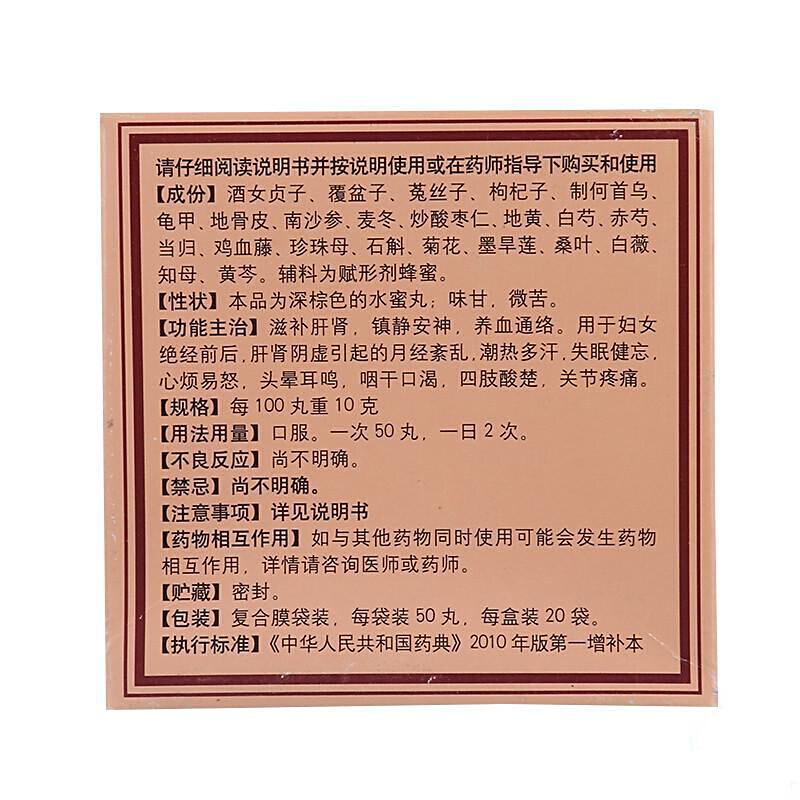 请仔细阅读说明书并按说明使用或在药师指导下购买和使用
【成份】酒女贞子、覆盆子、菟丝子、枸杞子、制何首乌、
龟甲、地骨皮、南沙参、麦冬、炒酸枣仁、地黄、白芍、赤芍、
当归、鸡血藤、珍珠母、石斛、菊花、墨旱莲、桑叶、白薇、
知母、黄芩。辅料为赋形剂蜂蜜。
【性状】本品为深棕色的水蜜丸；味甘，微苦。
【功能主治】滋补肝肾，镇静安神，养血通络。用于妇女
绝经前后，肝肾阴虚引起的月经紊乱，潮热多汗，失眠健忘，
心烦易怒，头晕耳鸣，咽干口渴，四肢酸楚，关节疼痛。
【规格】每100丸重10克
【用法用量】口服。一次50丸，一日2次。
【不良反应】尚不明确。
【禁忌】尚不明确。
【注意事项】详见说明书
【药物相互作用】如与其他药物同时使用可能会发生药物
相互作用，详情请咨询医师或药师。
【贮藏】密封。
【包装】复合膜袋装，每袋装50丸，每盒装20袋。
【执行标准】《中华人民共和国药典》2010年版第一增补本